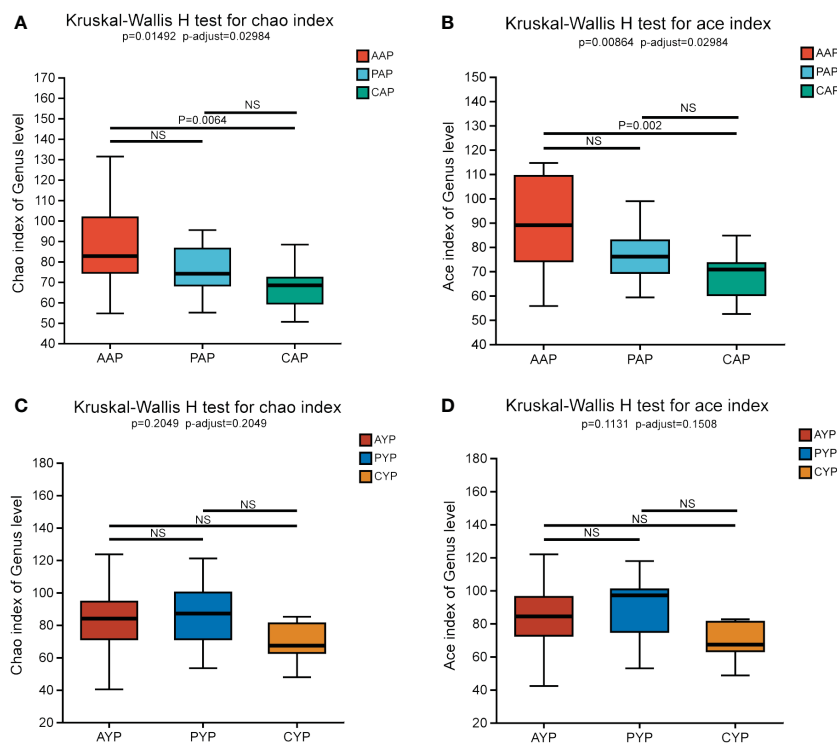 A
Kruskal-Wallis H test for chao index
p=0.01492 p-adjust=0.02984
AAP
PAP
CAP
Chao index of Genus level
170
160
150
140
130
120
110
100
90
80
70
60
50
40
NS
P=0.0064
NS
AAP PAP CAP
B
Kruskal-Wallis H test for ace index
p=0.00864 p-adjust=0.02984
AAP
PAP
CAP
Ace index of Genus level
150
140
130
120
110
100
90
80
70
60
50
40
NS
P=0.002
NS
AAP PAP CAP
C
Kruskal-Wallis H test for chao index
p=0.2049 p-adjust=0.2049
AYP
PYP
CYP
Chao index of Genus level
180
160
140
120
100
80
60
40
20
NS
NS
NS
AYP PYP CYP
D
Kruskal-Wallis H test for ace index
p=0.1131 p-adjust=0.1508
AYP
PYP
CYP
Ace index of Genus level
180
160
140
120
100
80
60
40
20
NS
NS
NS
AYP PYP CYP